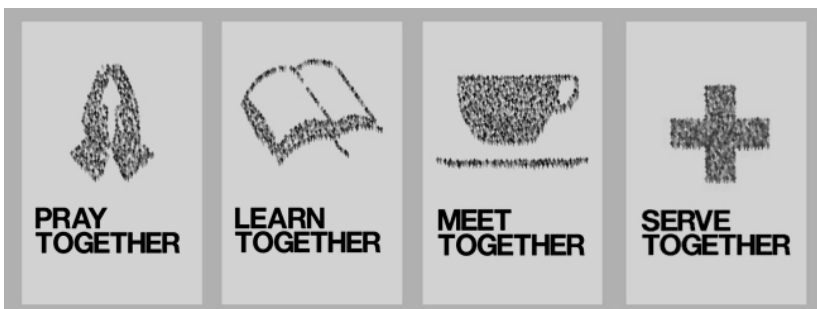 PRAY
TOGETHER
LEARN
TOGETHER
MEET
TOGETHER
SERVE
TOGETHER